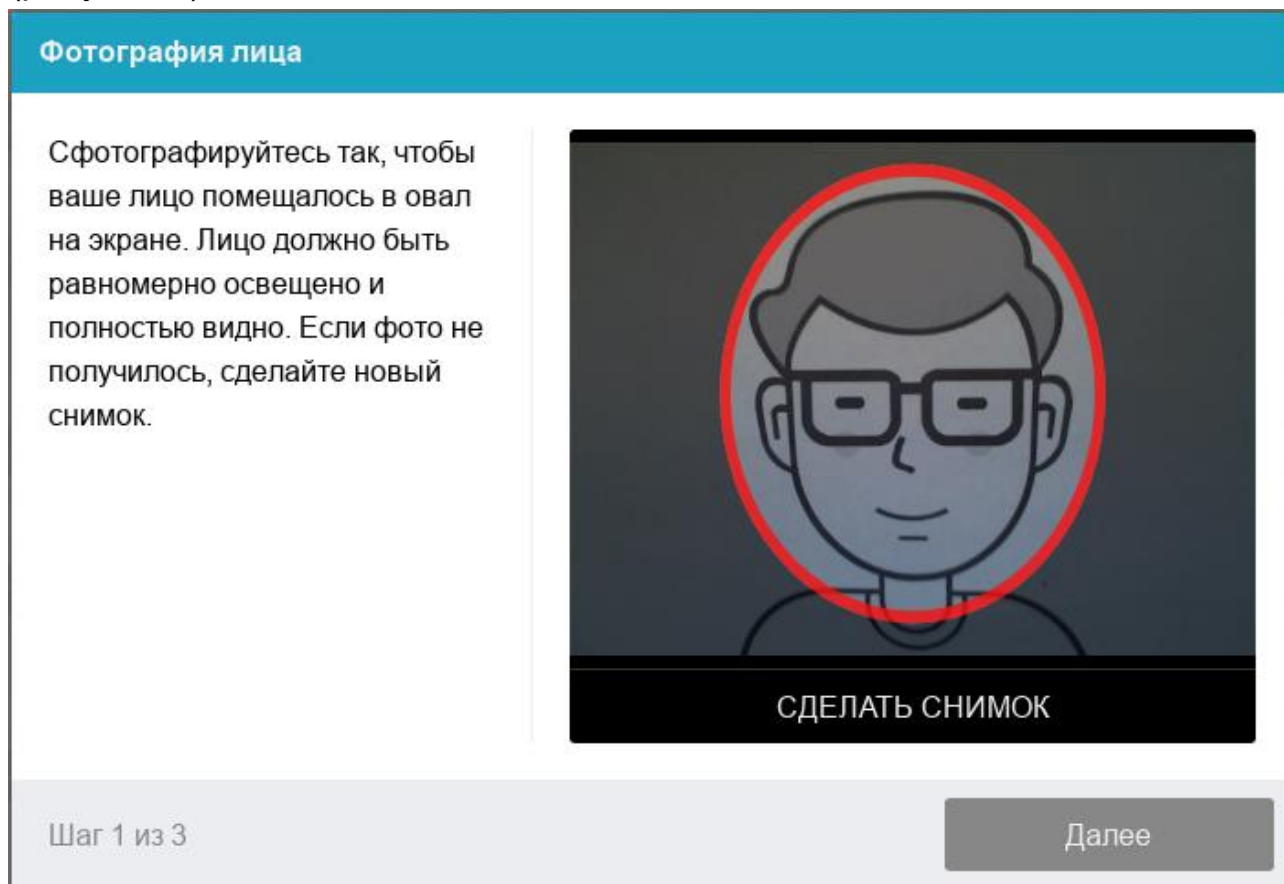 Фотография лица
Сфотографируйтесь так, чтобы
ваше лицо помещалось в овал
на экране. Лицо должно быть
равномерно освещено и
полностью видно. Если фото не
получилось, сделайте новый
снимок.
СДЕЛАТЬ СНИМОК
Шаг 1 из 3
Далее